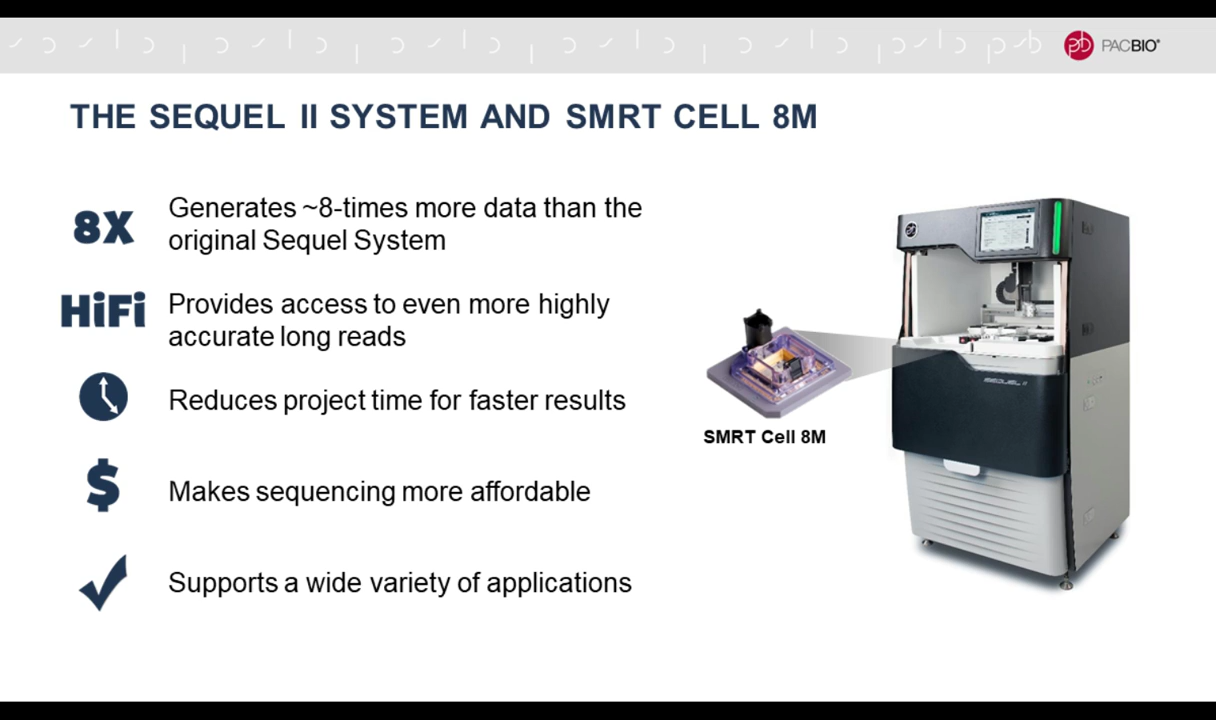 PACBIO®
THE SEQUEL II SYSTEM AND SMRT CELL 8M
8X
Generates ~8-times more data than the
original Sequel System
HiFi
Provides access to even more highly
accurate long reads
Reduces project time for faster results
$
Makes sequencing more affordable
Supports a wide variety of applications
SMRT Cell 8M
SEQUEL II